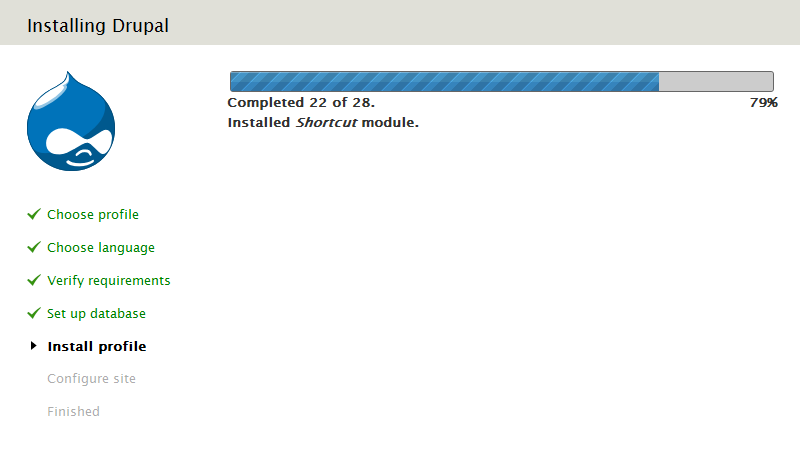 Installing Drupal
Completed 22 of 28.
79%
Installed Shortcut module.
Choose profile
Choose language
Verify requirements
Set up database
Install profile
Configure site
Finished